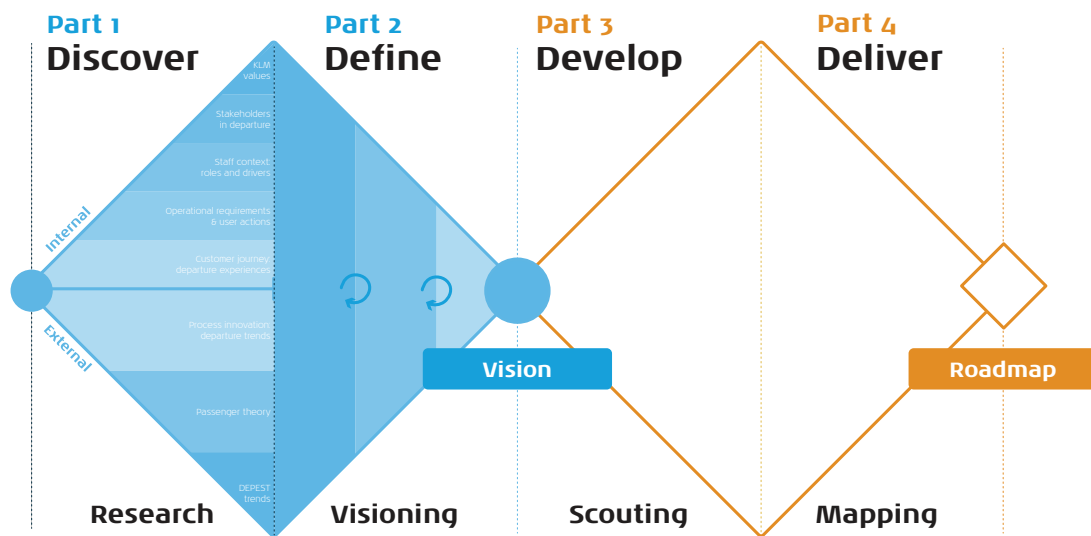 Part 1
Discover
Part 2
Define
Part 3
Develop
Part 4
Deliver
KLM
values
Stakeholders
in departure
Staff context:
roles and drivers
Operational requirements
& user actions
Customer journey:
departure experiences
Internal
External
Process innovation:
departure trends
Passenger theory
DEPEST
trends
Vision
Roadmap
Research
Visioning
Scouting
Mapping